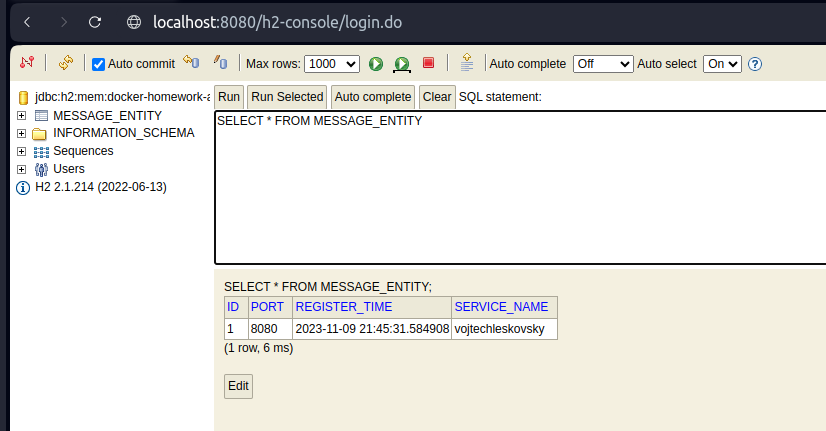 localhost:8080/h2-console/login.do
Auto commit Max rows: 1000 Auto complete Off Auto select On ?
jdbc:h2:mem:docker-homework-a
MESSAGE_ENTITY
INFORMATION_SCHEMA
Sequences
Users
H2 2.1.214 (2022-06-13)
Run Run Selected Auto complete Clear SQL statement:
SELECT * FROM MESSAGE_ENTITY
SELECT * FROM MESSAGE_ENTITY;
ID PORT REGISTER_TIME SERVICE_NAME
1 8080 2023-11-09 21:45:31.584908 vojtechleskovsky
(1 row, 6 ms)
Edit